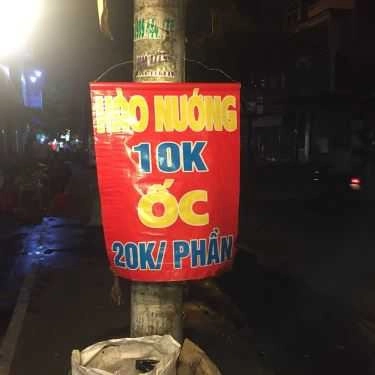 HÀO NƯỚNG
10K
ỐC
20K/ PHẦN